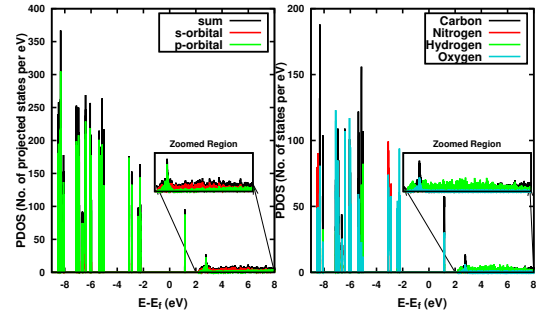 PDOS (No. of projected states per eV)
400
350
300
250
200
150
100
50
0
sum
s-orbital
p-orbital
Zoomed Region
-8 -6 -4 -2 0 2 4 6 8
E-Ef (eV)
PDOS (No. of states per eV)
200
150
100
50
0
Carbon
Nitrogen
Hydrogen
Oxygen
Zoomed Region
-8 -6 -4 -2 0 2 4 6 8
E-Ef (eV)